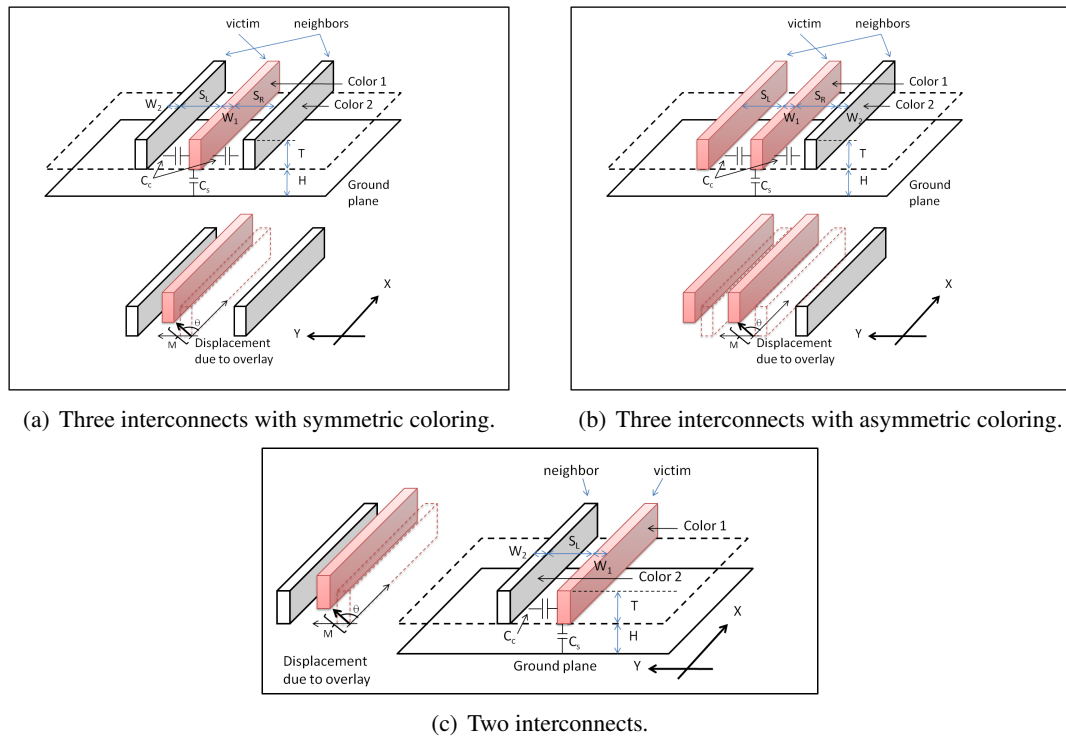 victim neighbors
Color 1
Color 2
W2 SL SR
W1
T
H
Cc
Cs
Ground
plane
X
Y
θ
M
Displacement
due to overlay
(a) Three interconnects with symmetric coloring.
victim neighbors
Color 1
Color 2
SL SR
W1 W2
T
H
Cc
Cs
Ground
plane
X
Y
θ
M
Displacement
due to overlay
(b) Three interconnects with asymmetric coloring.
neighbor victim
Color 1
Color 2
W2 SL
W1
T
H
Cc
Cs
Ground plane
X
Y
θ
M
Displacement
due to overlay
(c) Two interconnects.